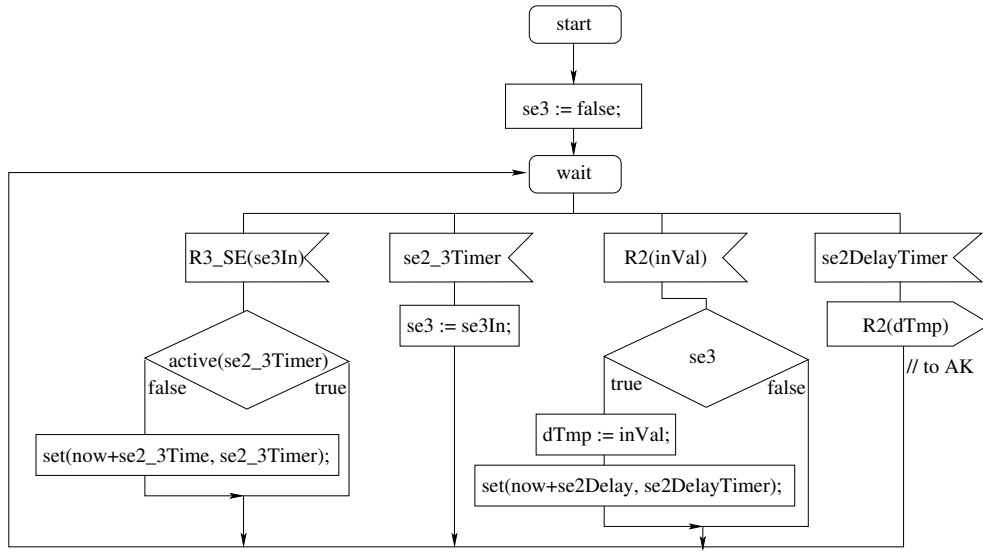 start
se3 := false;
wait
R3_SE(se3In)
se2_3Timer
R2(inVal)
se2DelayTimer
se3 := se3In;
R2(dTmp)
// to AK
active(se2_3Timer)
false
true
se3
true
false
dTmp := inVal;
set(now+se2_3Time, se2_3Timer);
set(now+se2Delay, se2DelayTimer);